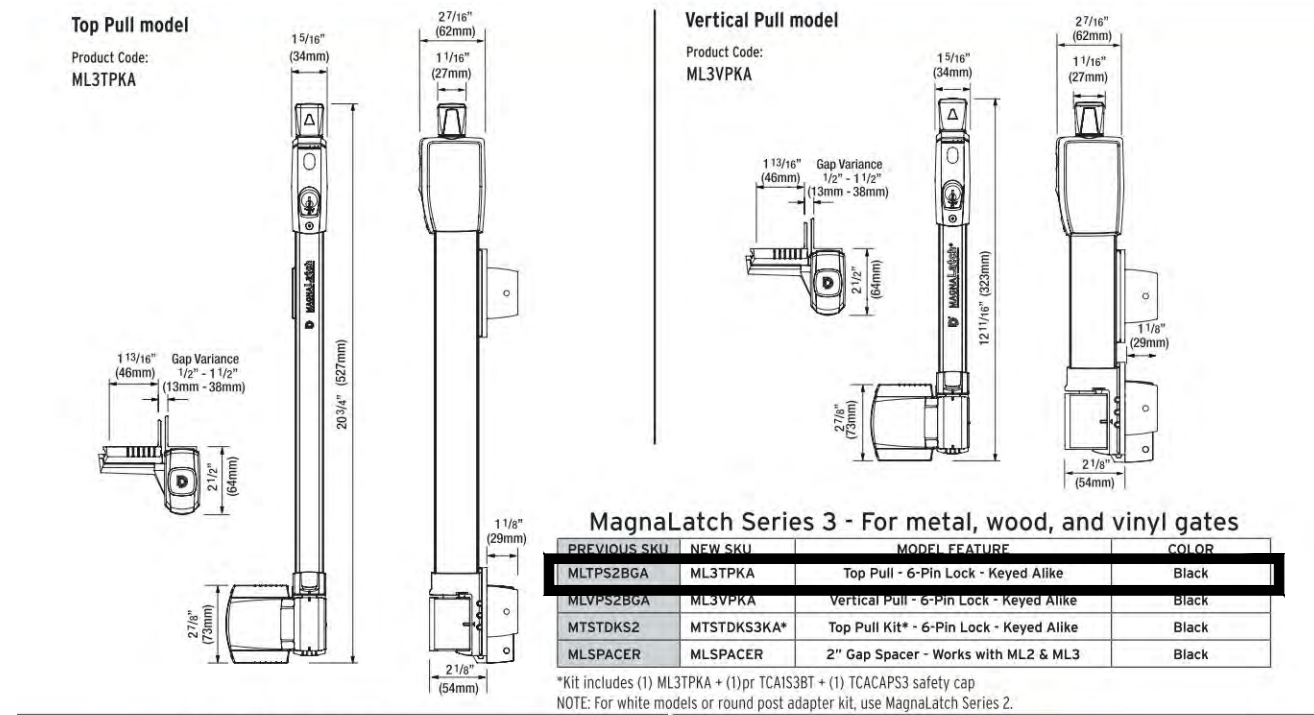 Top Pull model
Product Code:
ML3TPKA
1 5/16"
(34mm)
2 7/16"
(62mm)
1 1/16"
(27mm)
MAGNALatch
20 3/4" (527mm)
1 13/16"
(46mm)
Gap Variance
1/2" - 1 1/2"
(13mm - 38mm)
2 1/2"
(64mm)
2 7/8"
(73mm)
1 1/8"
(29mm)
2 1/8"
(54mm)
Vertical Pull model
Product Code:
ML3VPKA
1 5/16"
(34mm)
2 7/16"
(62mm)
1 1/16"
(27mm)
1 13/16"
(46mm)
Gap Variance
1/2" - 1 1/2"
(13mm - 38mm)
2 1/2"
(64mm)
MAGNALatch
12 11/16" (323mm)
1 1/8"
(29mm)
2 7/8"
(73mm)
2 1/8"
(54mm)
MagnaLatch Series 3 - For metal, wood, and vinyl gates
PREVIOUS SKU NEW SKU MODEL FEATURE COLOR
MLTPS2BGA ML3TPKA Top Pull - 6-Pin Lock - Keyed Alike Black
MLVPS2BGA ML3VPKA Vertical Pull - 6-Pin Lock - Keyed Alike Black
MTSTDKS2 MTSTDKS3KA* Top Pull Kit* - 6-Pin Lock - Keyed Alike Black
MLSPACER MLSPACER 2" Gap Spacer - Works with ML2 & ML3 Black
*Kit includes (1) ML3TPKA + (1)pr TCA1S3BT + (1) TCACAPS3 safety cap
NOTE: For white models or round post adapter kit, use MagnaLatch Series 2.